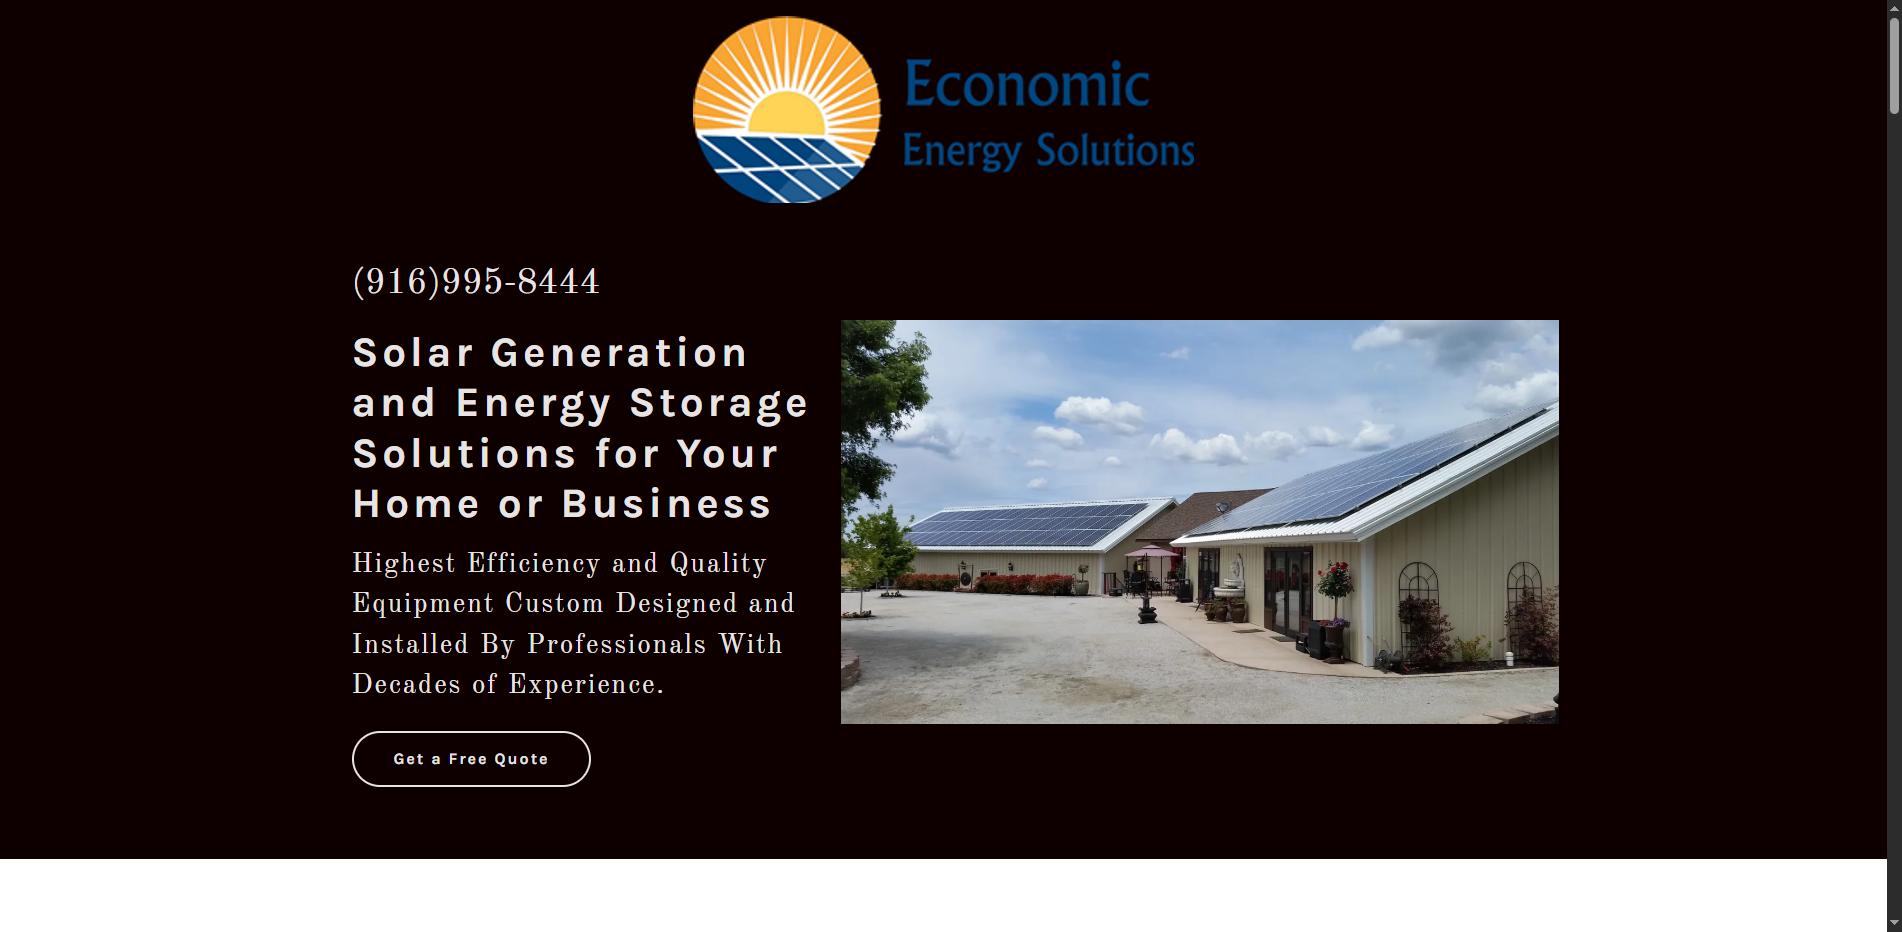 Economic
Energy Solutions
(916)995-8444
Solar Generation
and Energy Storage
Solutions for Your
Home or Business
Highest Efficiency and Quality
Equipment Custom Designed and
Installed By Professionals With
Decades of Experience.
Get a Free Quote